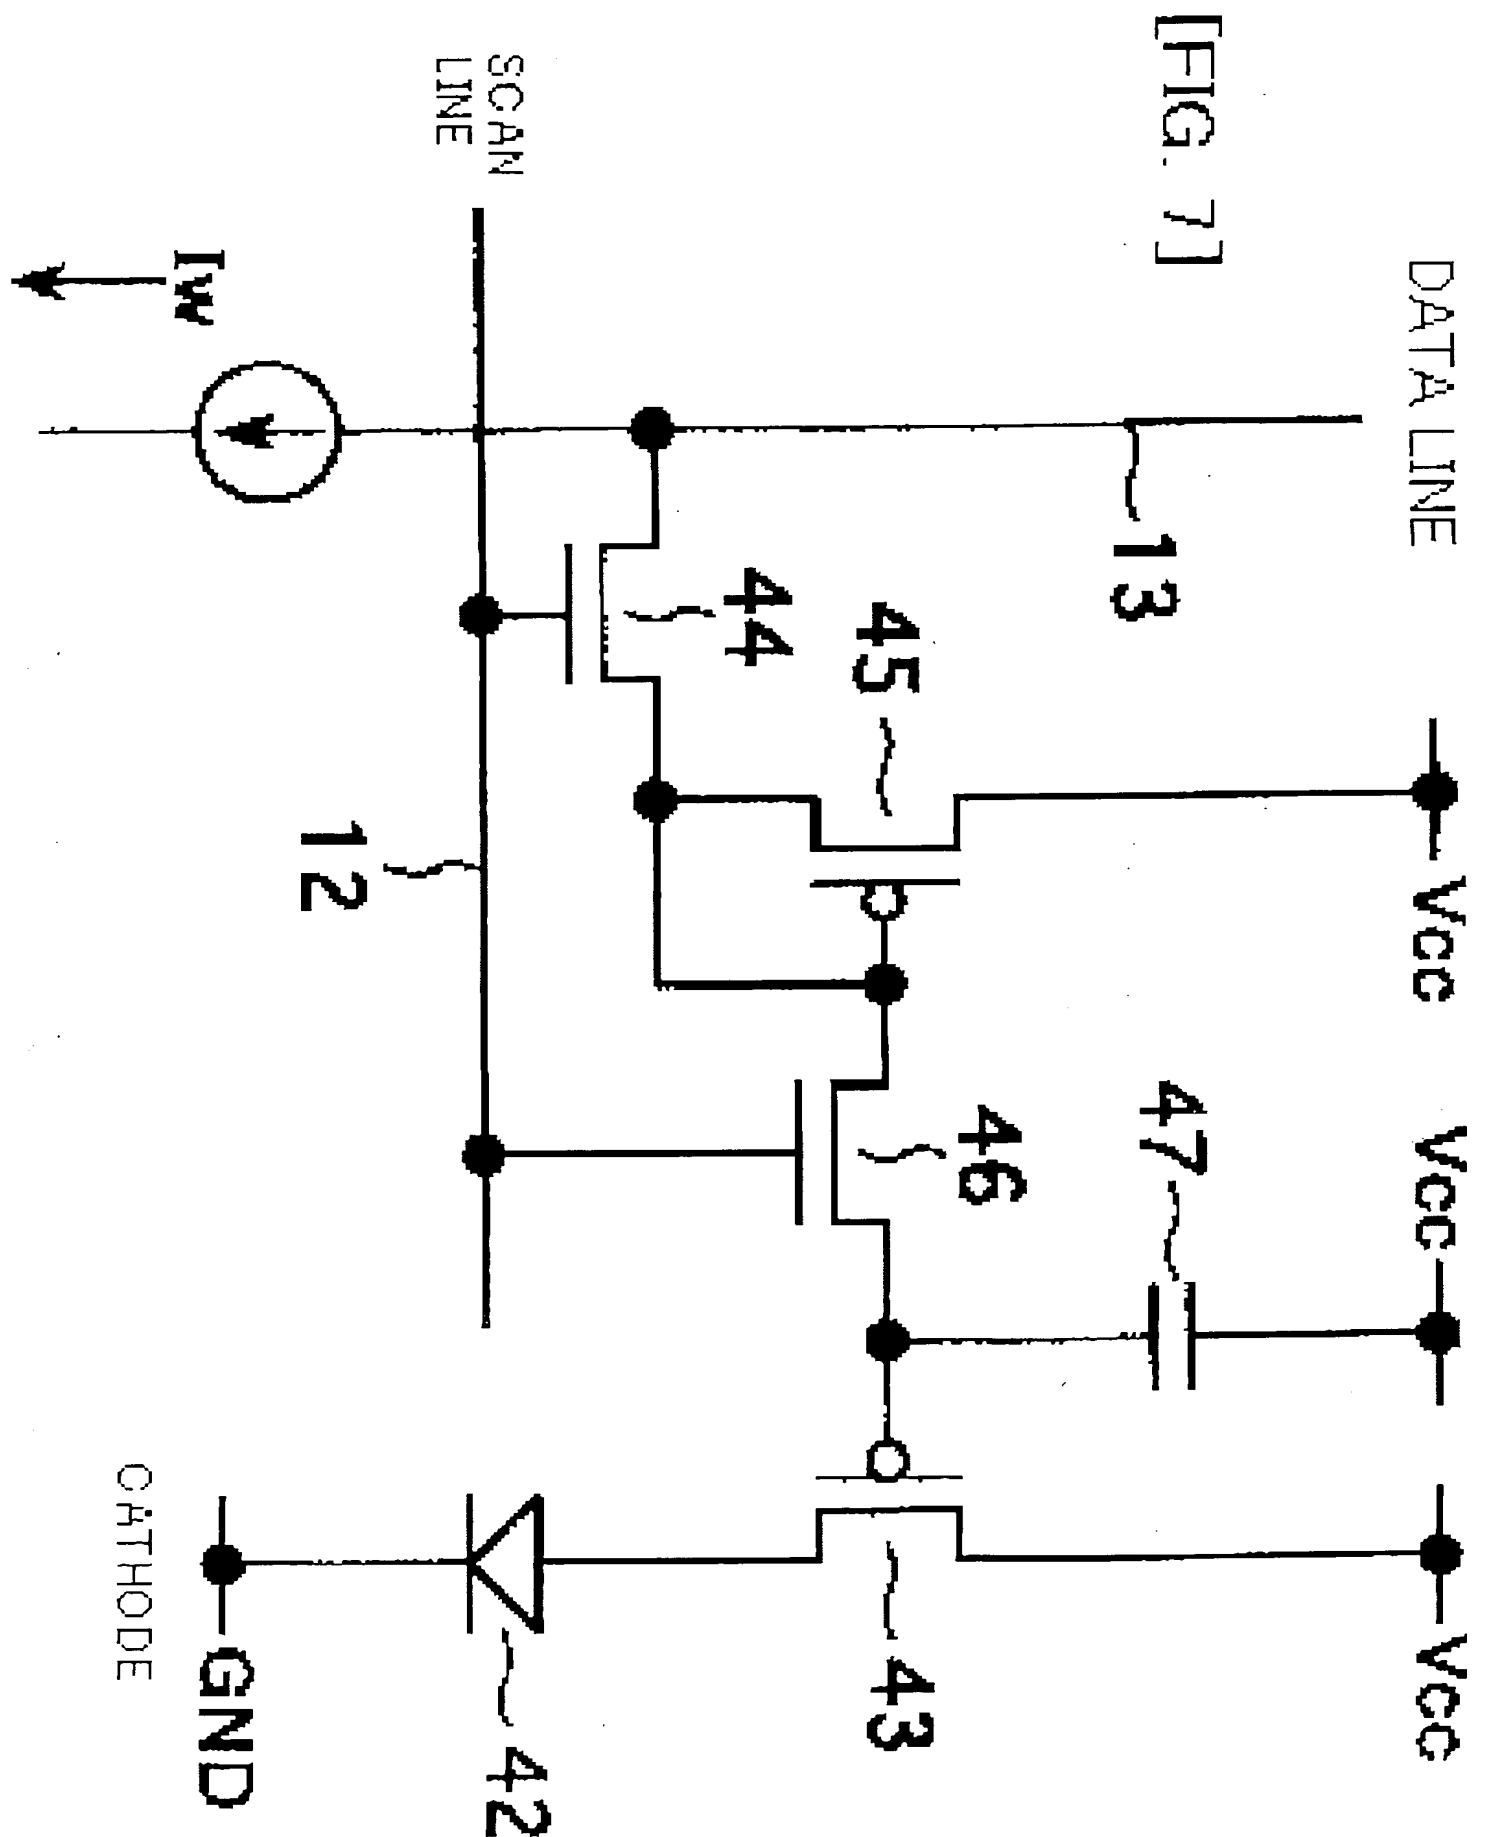 [FIG. 7]
DATA LINE
13
Vcc
Vcc
Vcc
47
45
44
46
43
SCAN
LINE
12
42
IW
GND
CATHODE